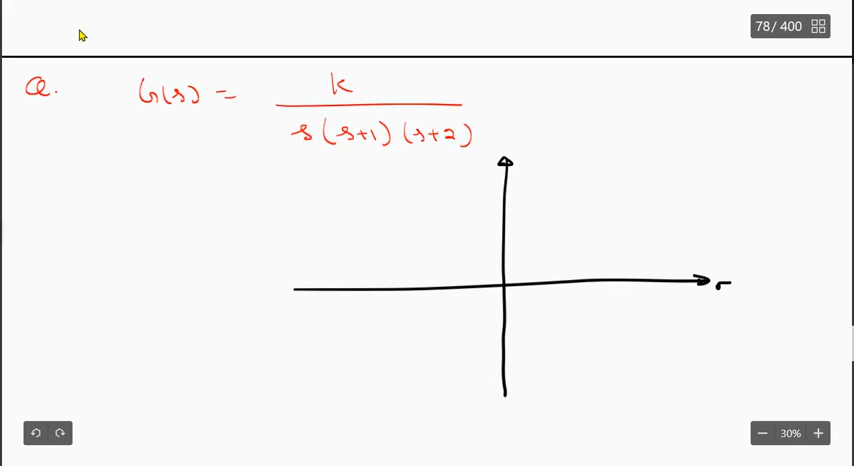 78/400
Q. G(s) = K
s(s+1)(s+2)
σ
30%